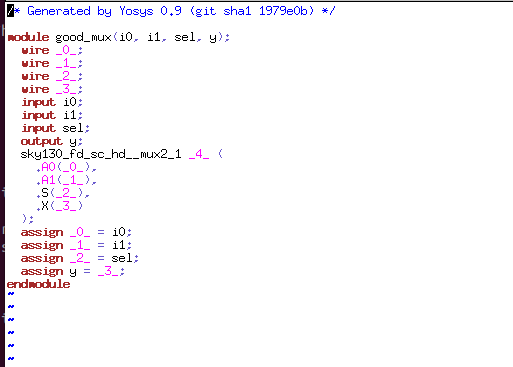 /* Generated by Yosys 0.9 (git sha1 1979e0b) */
module good_mux(i0, i1, sel, y);
  wire _0_;
  wire _1_;
  wire _2_;
  wire _3_;
  input i0;
  input i1;
  input sel;
  output y;
  sky130_fd_sc_hd__mux2_1 _4_ (
    .A0(_0_),
    .A1(_1_),
    .S(_2_),
    .X(_3_)
  );
  assign _0_ = i0;
  assign _1_ = i1;
  assign _2_ = sel;
  assign y = _3_;
endmodule
~
~
~
~
~
~